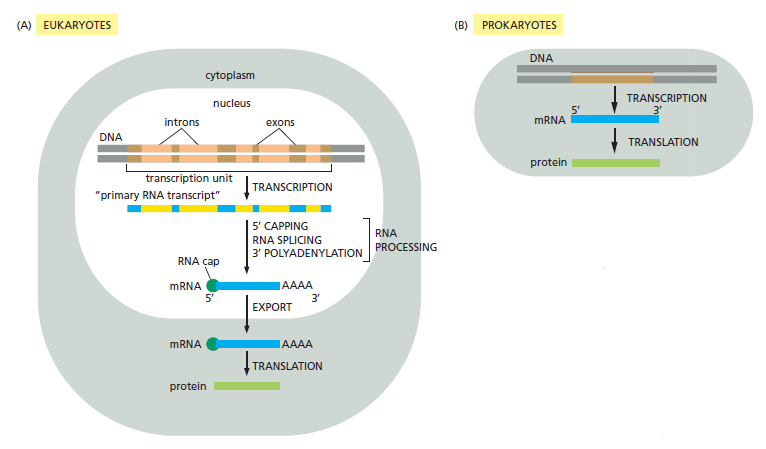 (A) EUKARYOTES
cytoplasm
nucleus
introns
exons
DNA
transcription unit
TRANSCRIPTION
“primary RNA transcript”
5′ CAPPING
RNA SPLICING
3′ POLYADENYLATION
RNA
PROCESSING
RNA cap
mRNA
AAAA
5′
3′
EXPORT
mRNA
AAAA
TRANSLATION
protein
(B) PROKARYOTES
DNA
TRANSCRIPTION
5′
3′
mRNA
TRANSLATION
protein